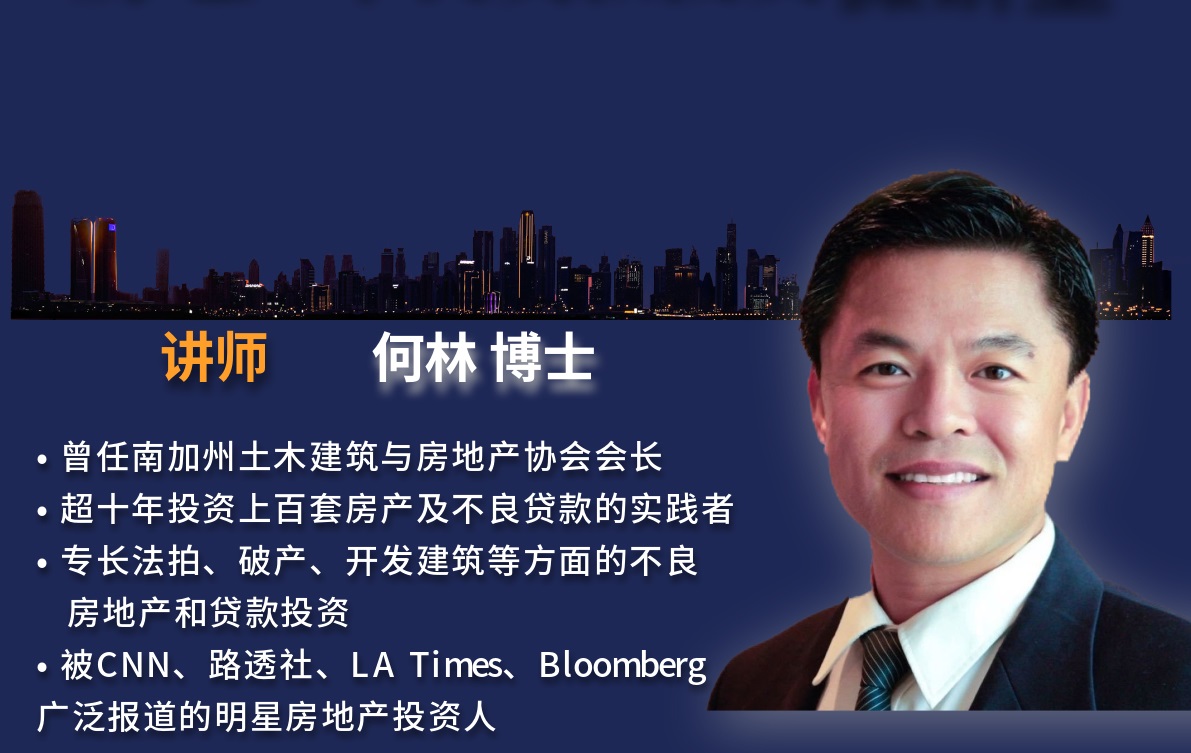 讲师 何林 博士
• 曾任南加州土木建筑与房地产协会会长
• 超十年投资上百套房产及不良贷款的实践者
• 专长法拍、破产、开发建筑等方面的不良
房地产和贷款投资
• 被CNN、路透社、LA Times、Bloomberg
广泛报道的明星房地产投资人